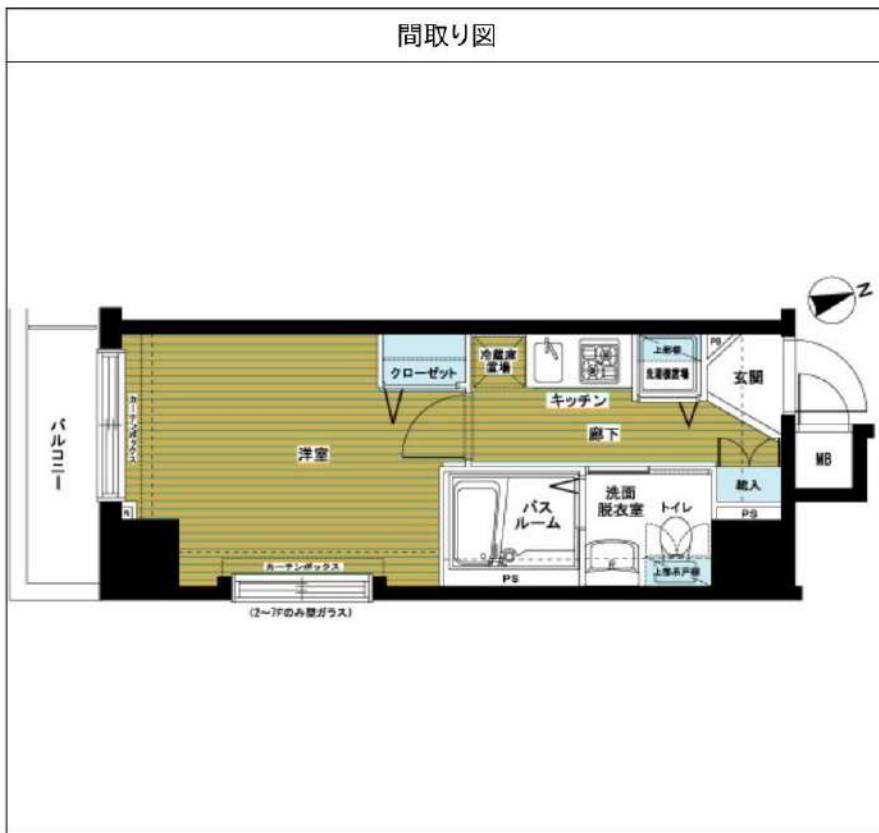 間取り図
N
バルコニー
カーテンボックス
洋室
クローゼット
冷蔵庫
置場
キッチン
上部棚
洗濯機置場
PS
玄関
廊下
MB
物入
PS
バス
ルーム
洗面
脱衣室
トイレ
上部吊戸棚
PS
カーテンボックス
(2〜7Fのみ型ガラス)